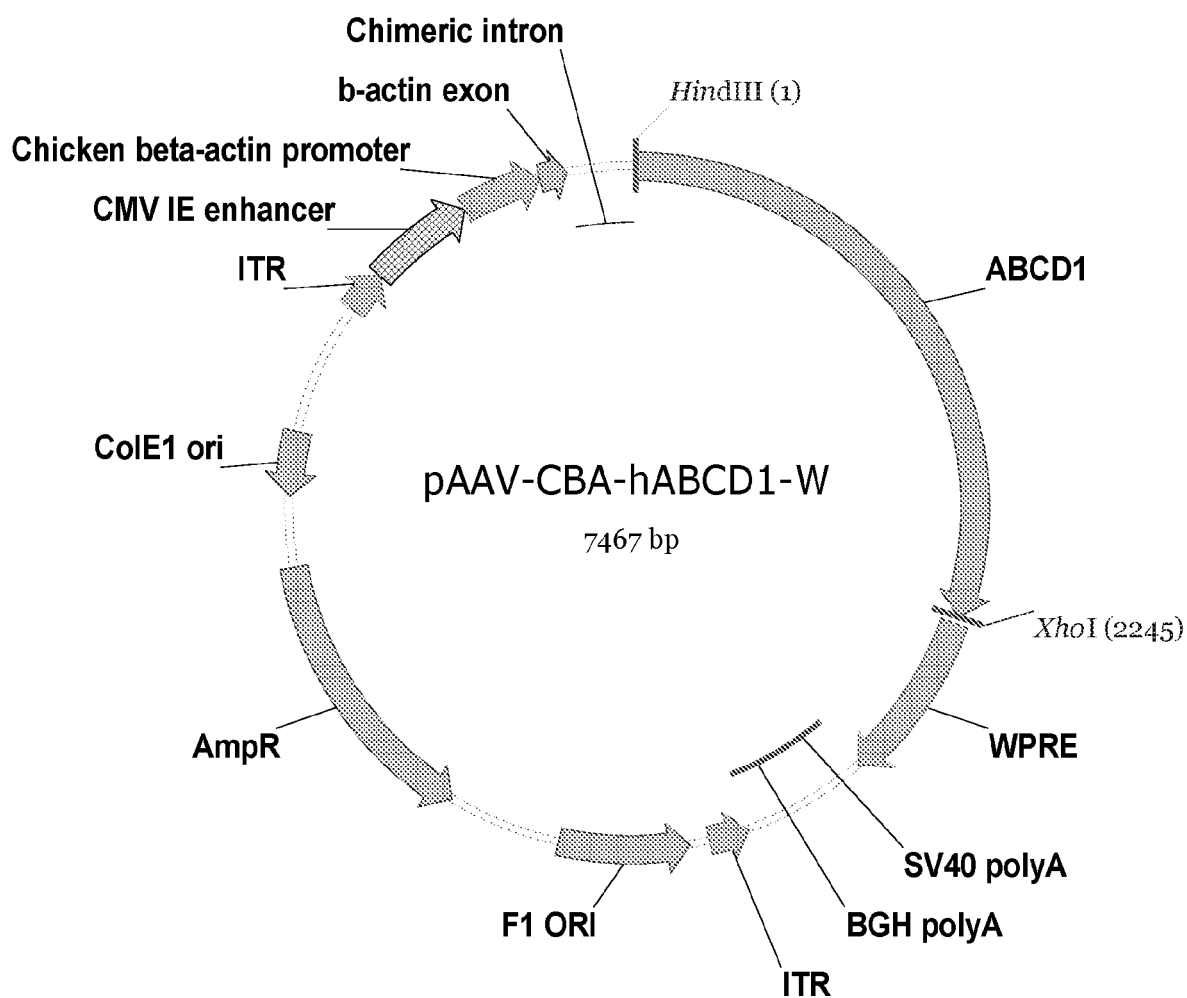 Chimeric intron
b-actin exon
HindIII (1)
Chicken beta-actin promoter
CMV IE enhancer
ITR
ABCD1
ColE1 ori
pAAV-CBA-hABCD1-W
7467 bp
XhoI (2245)
AmpR
WPRE
SV40 polyA
F1 ORI
BGH polyA
ITR